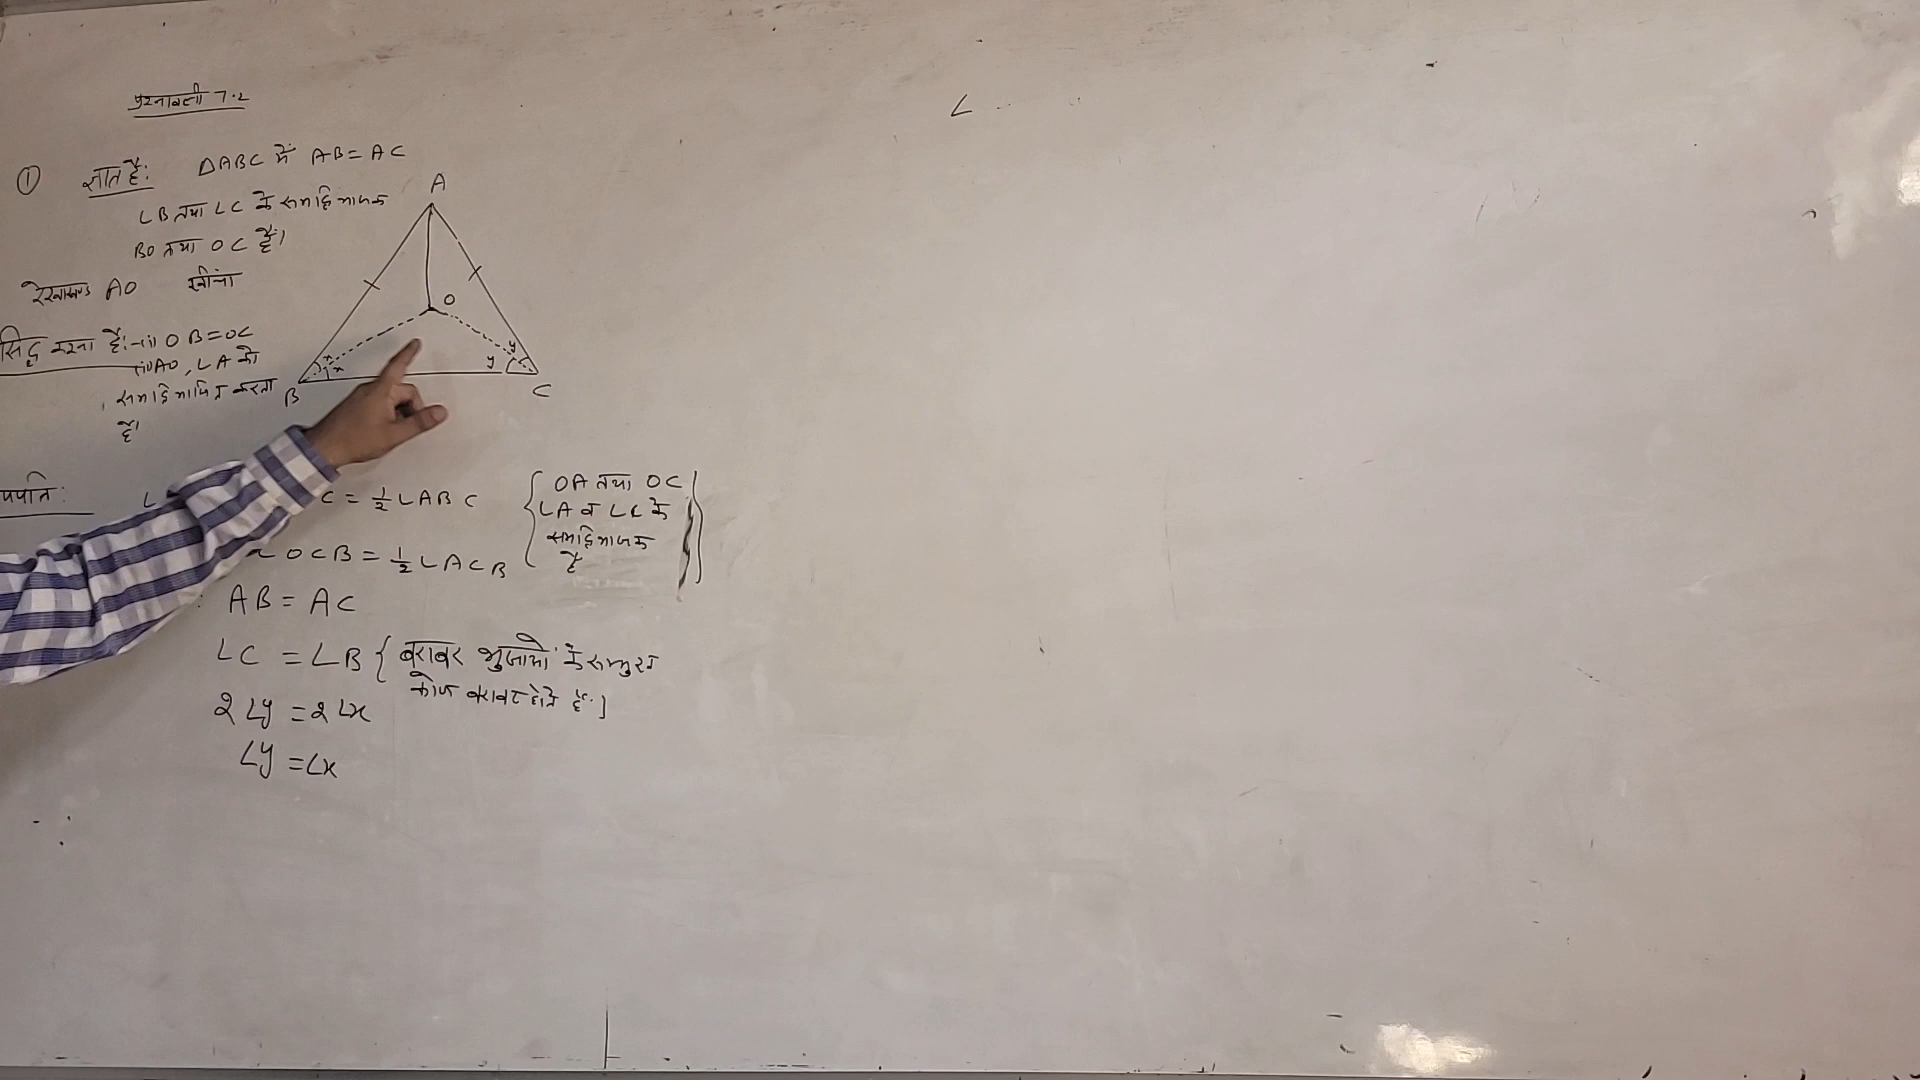 प्रश्नावली 7.2
① ज्ञात है: ΔABC में AB = AC
∠B तथा ∠C के समद्विभाजक
BO तथा OC हैं।
रेखाखण्ड AO खींचा
सिद्ध करना है:- (i) OB = OC
(ii) AO, ∠A को
समद्विभाजित करता
है।
A
O
x
x
y
y
B
C
C = 1/2 ∠ABC
∠OCB = 1/2 ∠ACB
{ OA तथा OC
∠A व ∠C के
समद्विभाजक
है }
AB = AC
∠C = ∠B { बराबर भुजाओं के सम्मुख
कोण बराबर होते हैं. ]
2∠y = 2∠x
∠y = ∠x
∠